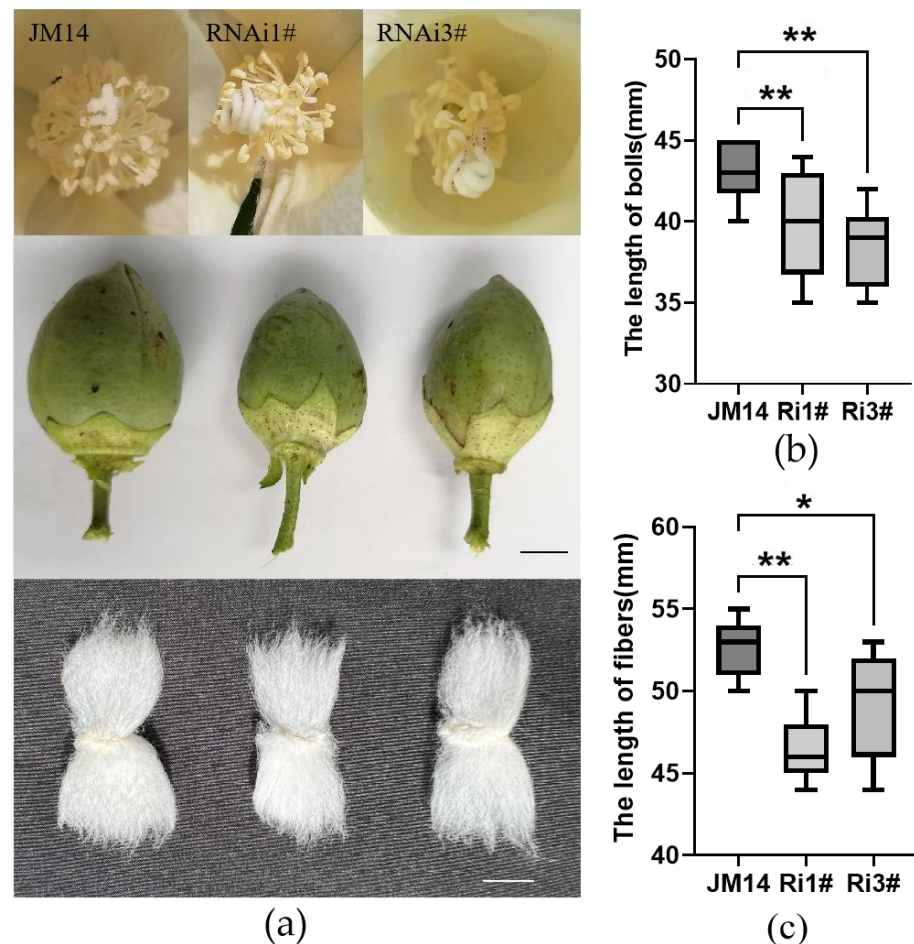 JM14
RNAi1#
RNAi3#
(a)
**
**
The length of bolls(mm)
50
45
40
35
30
JM14 Ri1# Ri3#
(b)
*
**
The length of fibers(mm)
60
55
50
45
40
JM14 Ri1# Ri3#
(c)